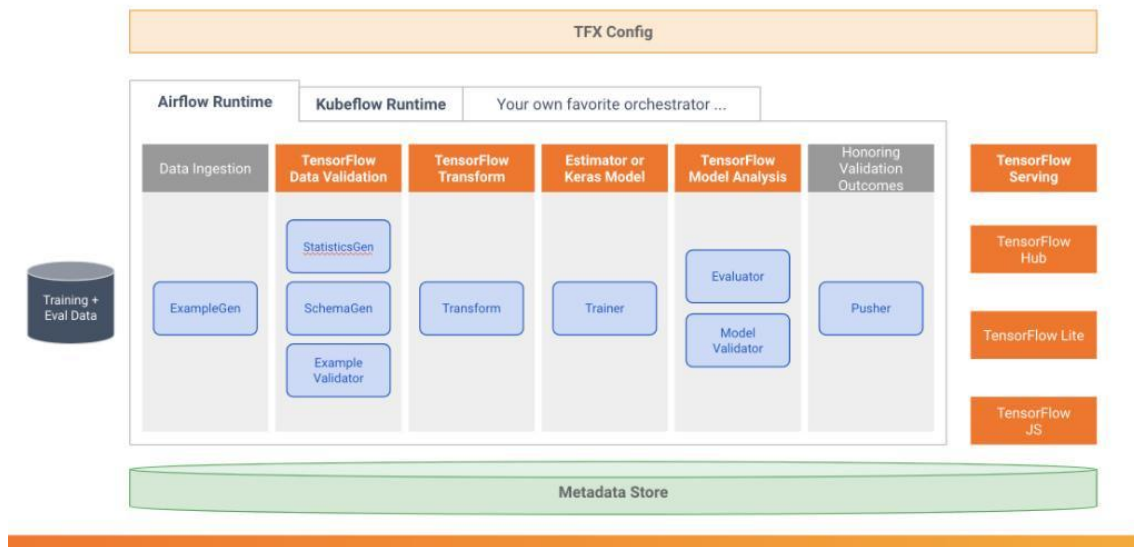 TFX Config
Airflow Runtime
Kubeflow Runtime
Your own favorite orchestrator ...
Data Ingestion
TensorFlow
Data Validation
TensorFlow
Transform
Estimator or
Keras Model
TensorFlow
Model Analysis
Honoring
Validation
Outcomes
TensorFlow
Serving
Training +
Eval Data
ExampleGen
StatisticsGen
SchemaGen
Example
Validator
Transform
Trainer
Evaluator
Model
Validator
Pusher
TensorFlow
Hub
TensorFlow Lite
TensorFlow
JS
Metadata Store